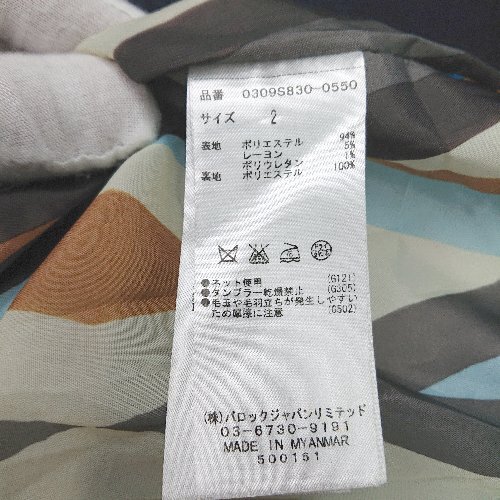 品番 0309S830-0550
サイズ 2
表地 ポリエステル 94%
レーヨン 5%
ポリウレタン 1%
裏地 ポリエステル 100%
ドライ
●ネット使用 (G121)
●タンブラー乾燥禁止 (G305)
●毛玉や毛羽立ちが発生しやすい
ため摩擦に注意 (G502)
(株)バロックジャパンリミテッド
03-6730-9191
MADE IN MYANMAR
500151